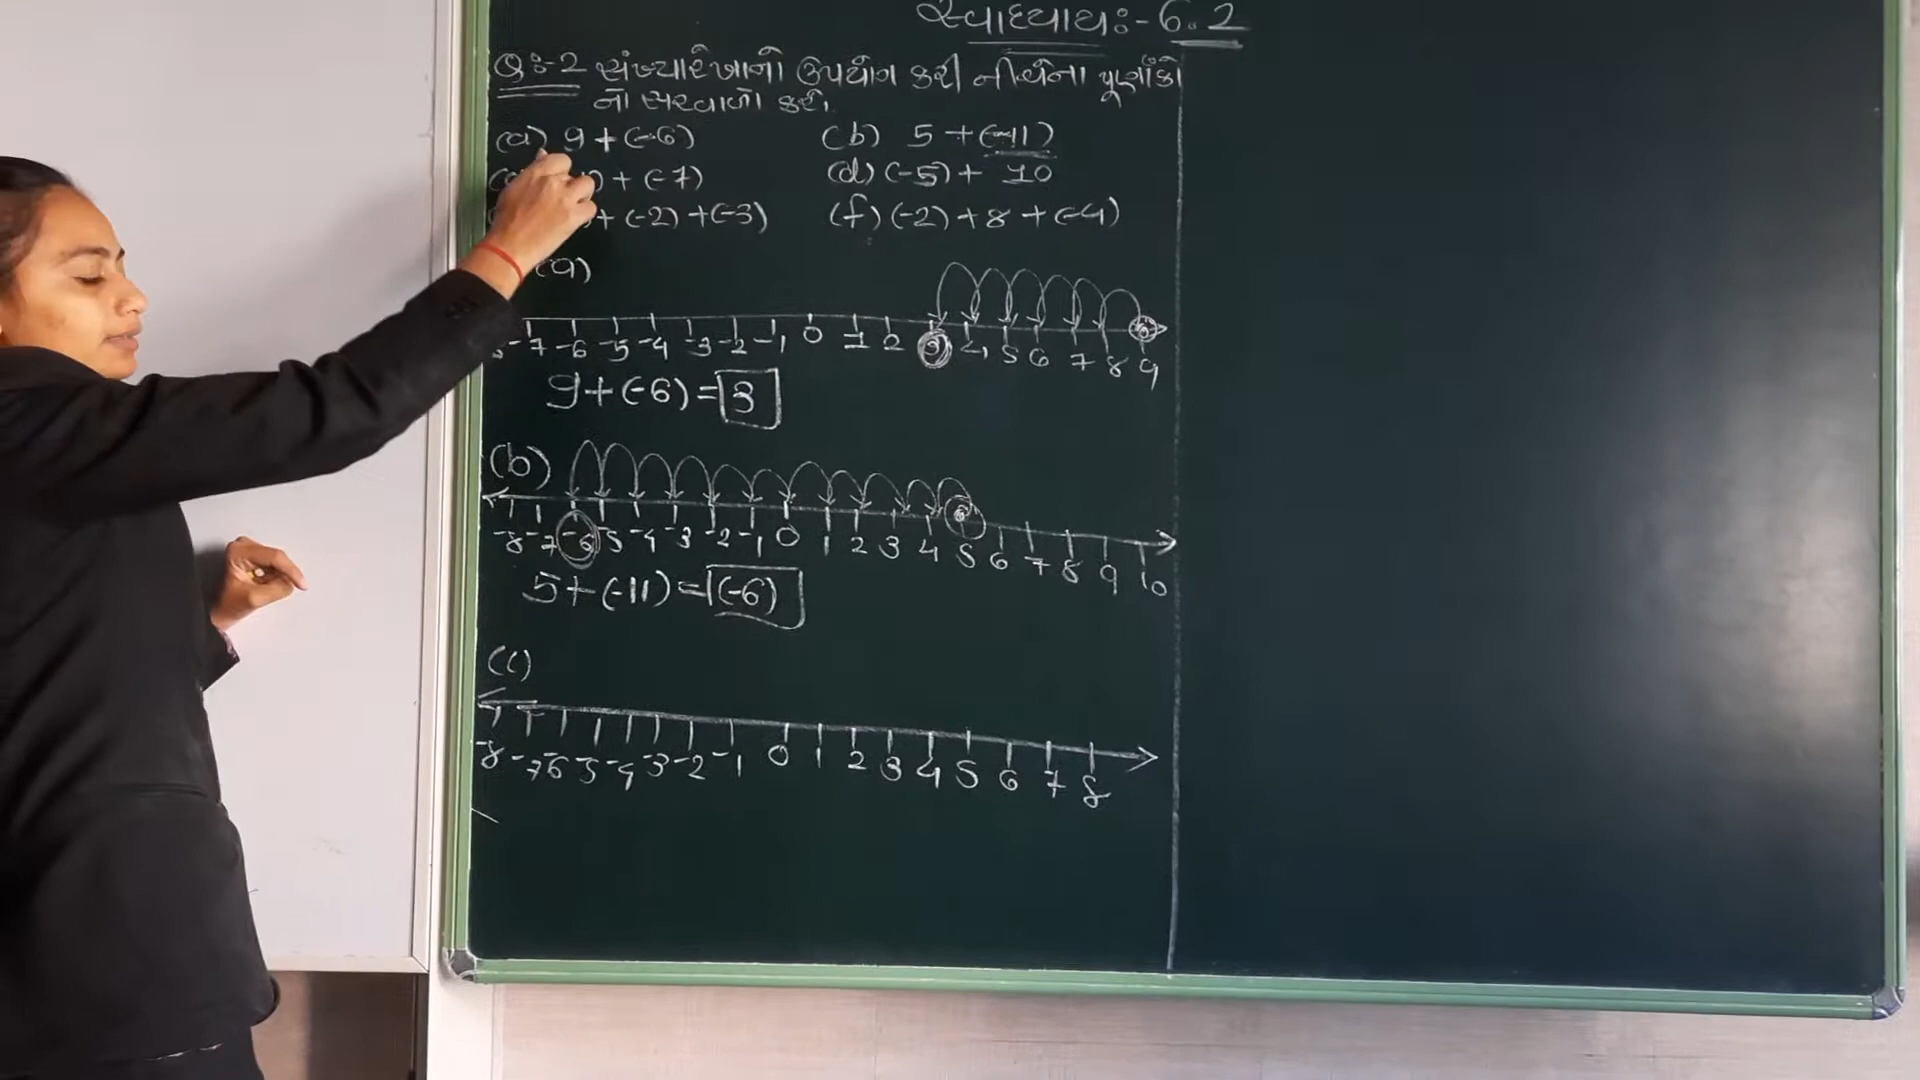 સ્વાધ્યાય:- 6.2
Q:-2 સંખ્યારેખાનો ઉપયોગ કરી નીચેના પૂર્ણાંકો
નો સરવાળો કરો.
(a) 9 + (-6) (b) 5 + (-11)
+ (-7) (d) (-5) + 10
+ (-2) + (-3) (f) (-2) + 8 + (-4)
(a)
-7 -6 -5 -4 -3 -2 -1 0 1 2 3 4 5 6 7 8 9
9 + (-6) = 3
(b)
-8 -7 -6 -5 -4 -3 -2 -1 0 1 2 3 4 5 6 7 8 9 10
5 + (-11) = (-6)
(c)
-8 -7 -6 -5 -4 -3 -2 -1 0 1 2 3 4 5 6 7 8